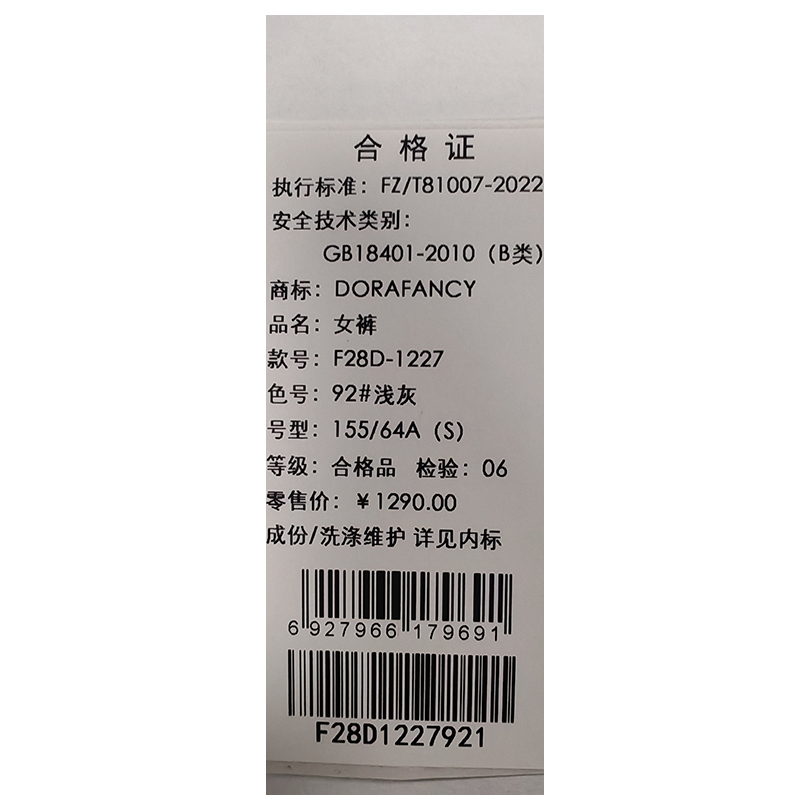 合格证
执行标准：FZ/T81007-2022
安全技术类别：
GB18401-2010（B类）
商标：DORAFANCY
品名：女裤
款号：F28D-1227
色号：92#浅灰
号型：155/64A（S）
等级：合格品 检验：06
零售价：￥1290.00
成份/洗涤维护 详见内标
6 927966 179691
F28D1227921